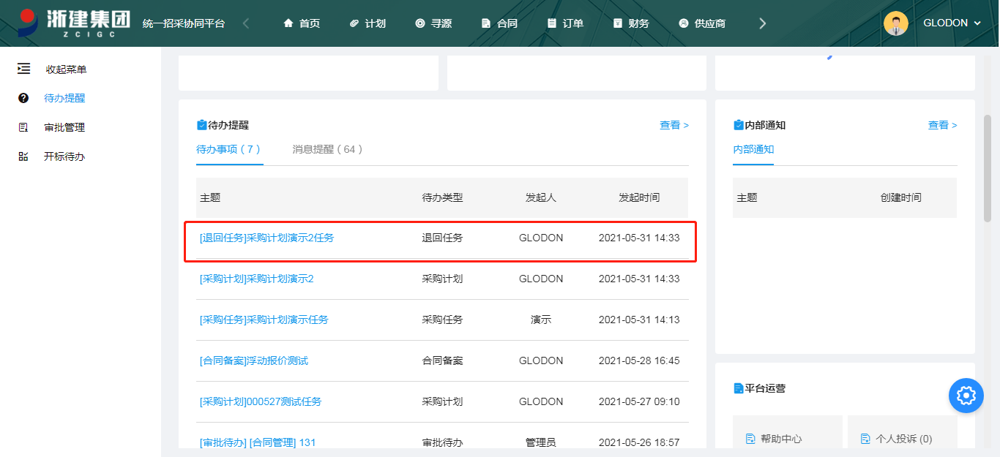 浙建集团
ZCIGC
统一招采协同平台
首页
计划
寻源
合同
订单
财务
供应商
GLODON
收起菜单
待办提醒
审批管理
开标待办
待办提醒
查看 >
待办事项 ( 7 )
消息提醒 ( 64 )
主题 待办类型 发起人 发起时间
[退回任务]采购计划演示2任务 退回任务 GLODON 2021-05-31 14:33
[采购计划]采购计划演示2 采购计划 GLODON 2021-05-31 14:33
[采购任务]采购计划演示任务 采购任务 演示 2021-05-31 14:13
[合同备案]浮动报价测试 合同备案 GLODON 2021-05-28 16:45
[采购计划]000527测试任务 采购计划 GLODON 2021-05-27 09:10
[审批待办] [合同管理] 131 审批待办 管理员 2021-05-26 18:57
内部通知
查看 >
内部通知
主题 创建时间
平台运营
帮助中心
个人投诉 (0)